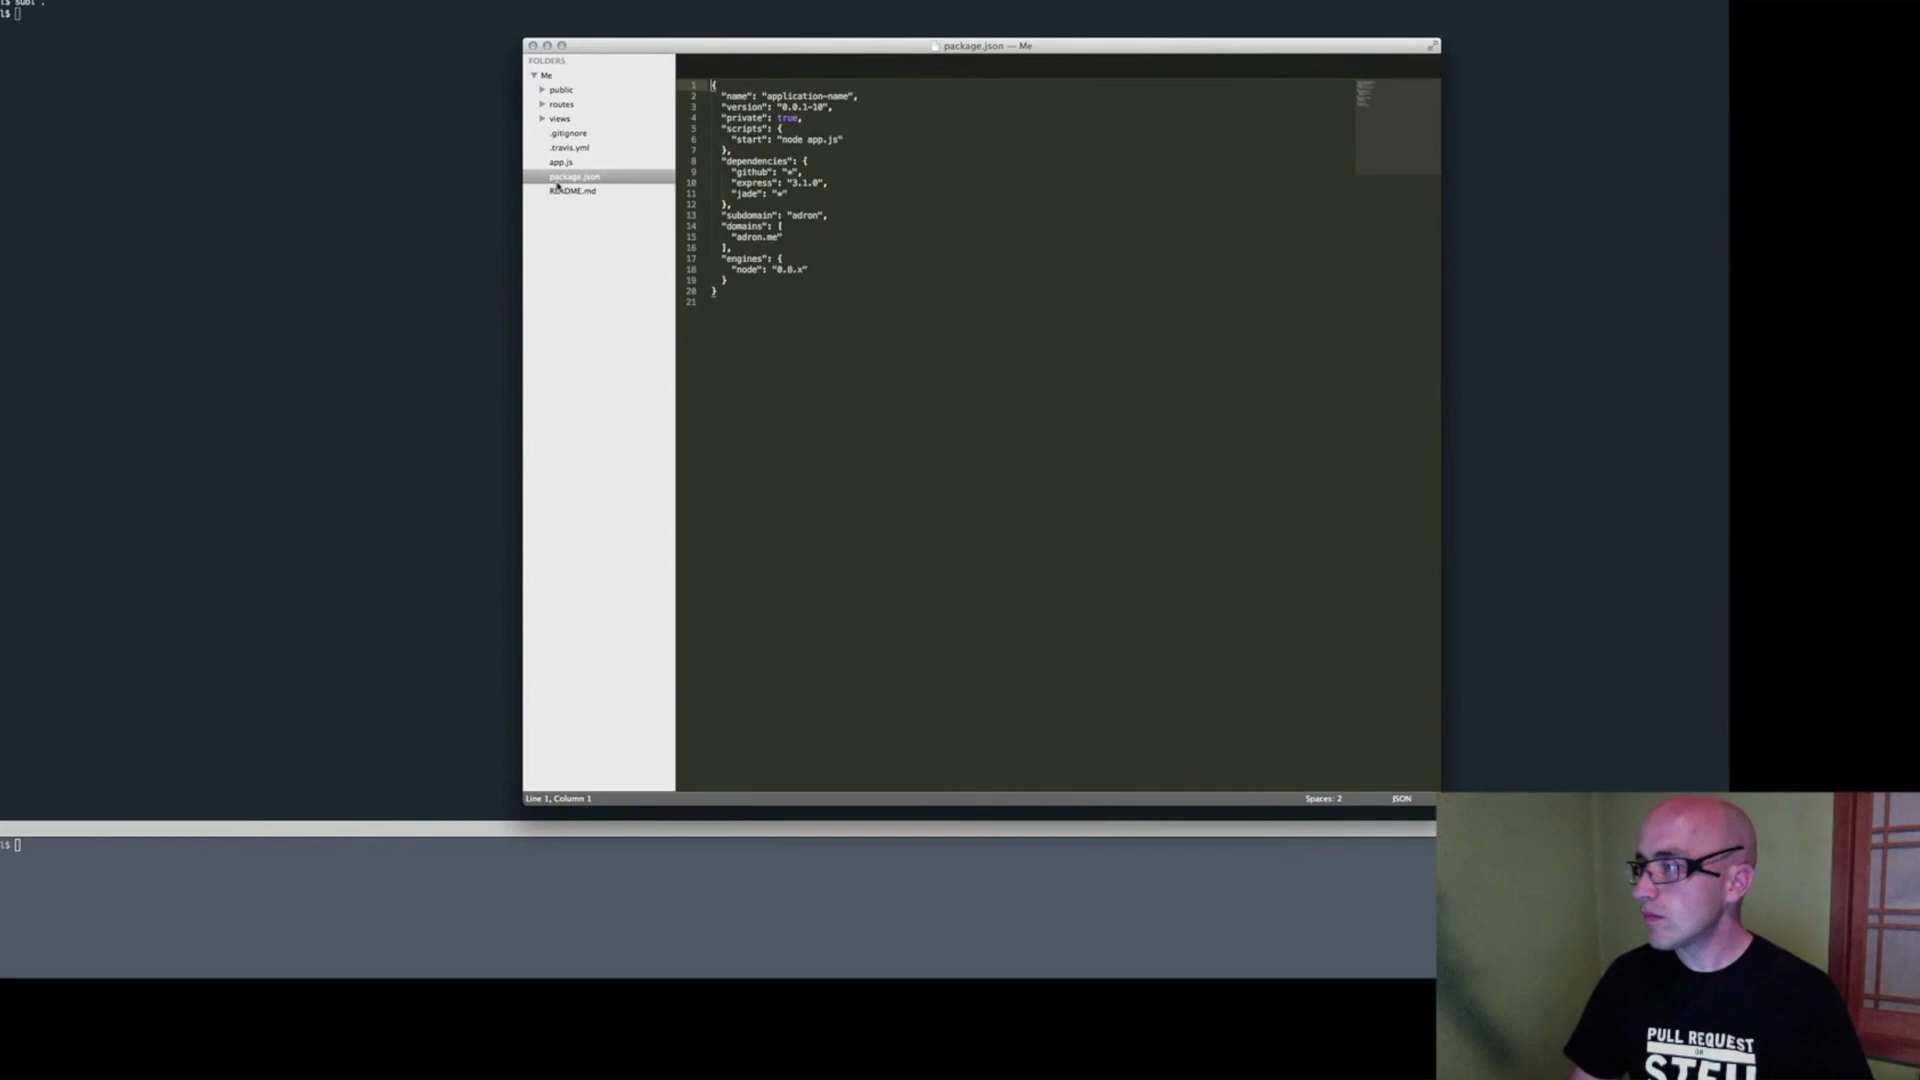 l$ subl .
l$
package.json — Me
FOLDERS
Me
public
routes
views
.gitignore
.travis.yml
app.js
package.json
README.md
1 {
2 "name": "application-name",
3 "version": "0.0.1-10",
4 "private": true,
5 "scripts": {
6 "start": "node app.js"
7 },
8 "dependencies": {
9 "github": "*",
10 "express": "3.1.0",
11 "jade": "*"
12 },
13 "subdomain": "adron",
14 "domains": [
15 "adron.me"
16 ],
17 "engines": {
18 "node": "0.8.x"
19 }
20 }
21
Line 1, Column 1
Spaces: 2
JSON
l$
PULL REQUEST
OR
STFU